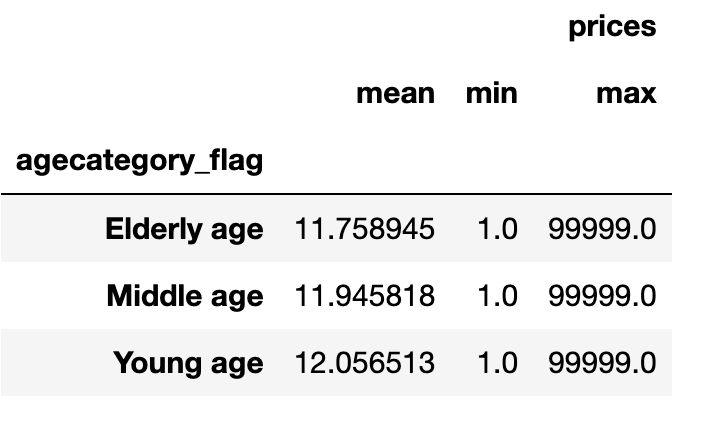 prices
mean min max
agecategory_flag
Elderly age 11.758945 1.0 99999.0
Middle age 11.945818 1.0 99999.0
Young age 12.056513 1.0 99999.0